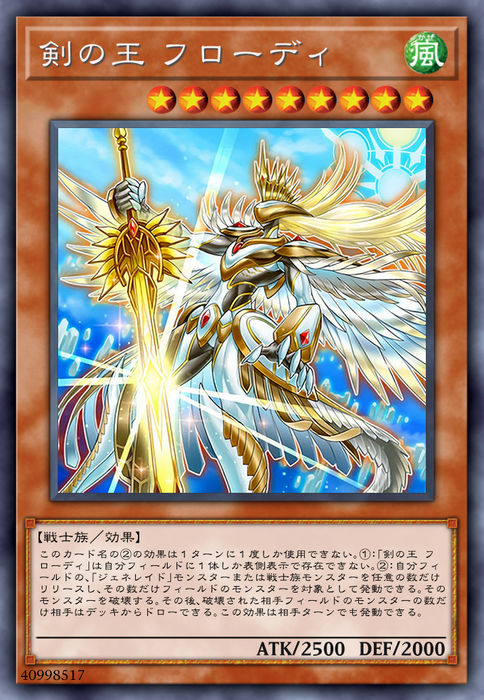 剣の王 フローディ
かぜ
風
【戦士族／効果】
このカード名の②の効果は１ターンに１度しか使用できない。①:「剣の王 フ
ローディ」は自分フィールドに１体しか表側表示で存在できない。②:自分フィ
ールドの、「ジェネレイド」モンスターまたは戦士族モンスターを任意の数だけ
リリースし、その数だけフィールドのモンスターを対象として発動できる。その
モンスターを破壊する。その後、破壊された相手フィールドのモンスターの数だ
け相手はデッキからドローできる。この効果は相手ターンでも発動できる。
ATK/2500 DEF/2000
40998517